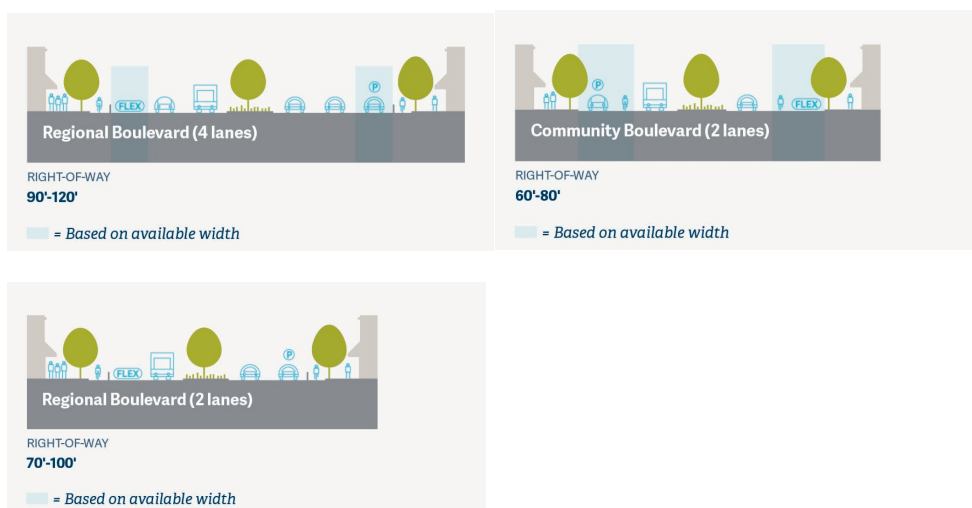 FLEX
P
Regional Boulevard (4 lanes)
RIGHT-OF-WAY
90'-120'
= Based on available width
P
FLEX
Community Boulevard (2 lanes)
RIGHT-OF-WAY
60'-80'
= Based on available width
FLEX
P
Regional Boulevard (2 lanes)
RIGHT-OF-WAY
70'-100'
= Based on available width